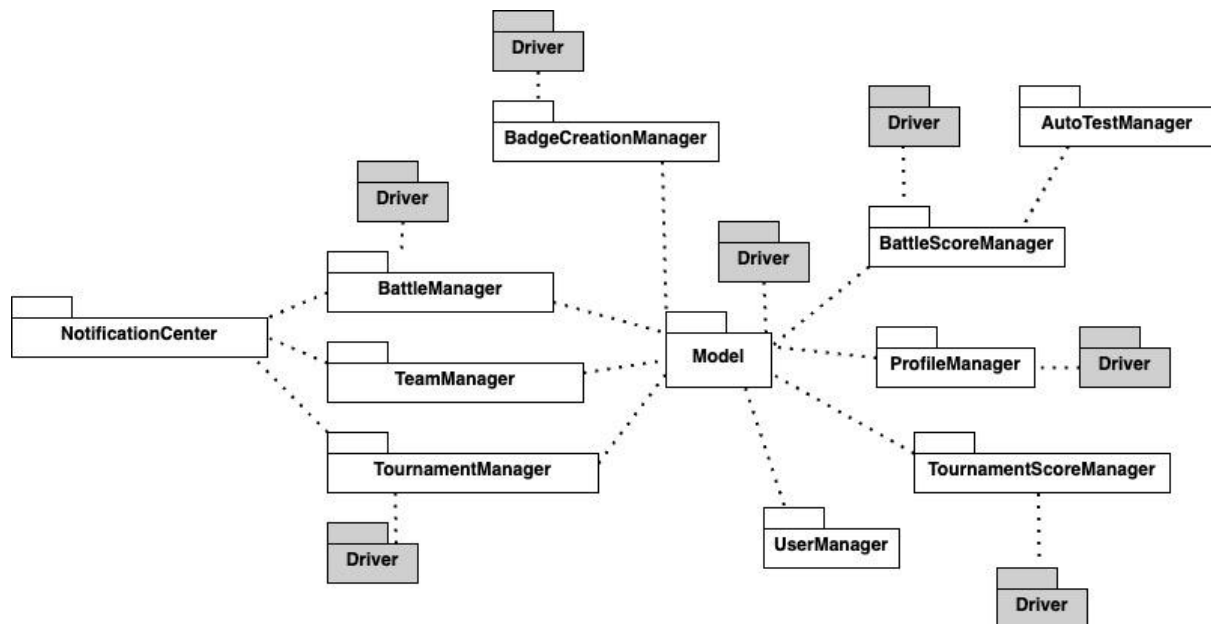 Driver
BadgeCreationManager
Driver
AutoTestManager
Driver
Driver
BattleScoreManager
BattleManager
NotificationCenter
Model
ProfileManager
Driver
TeamManager
TournamentManager
TournamentScoreManager
UserManager
Driver
Driver